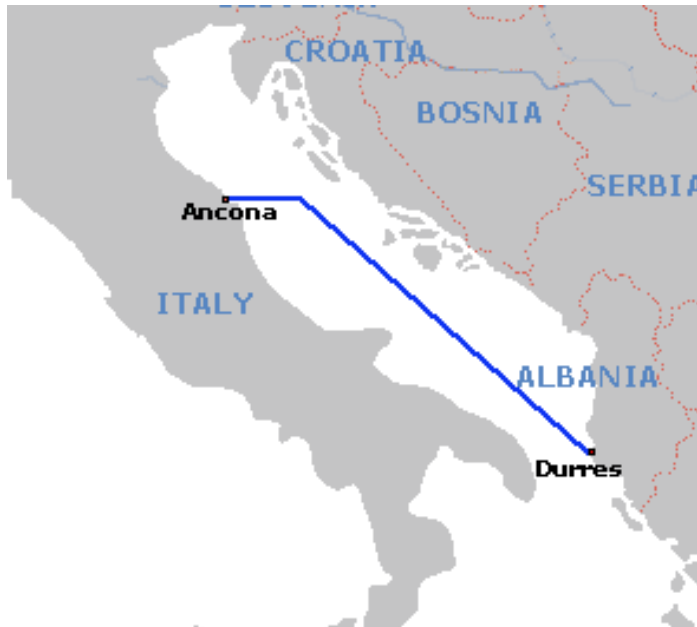 CROATIA
BOSNIA
SERBIA
Ancona
ITALY
ALBANIA
Durres